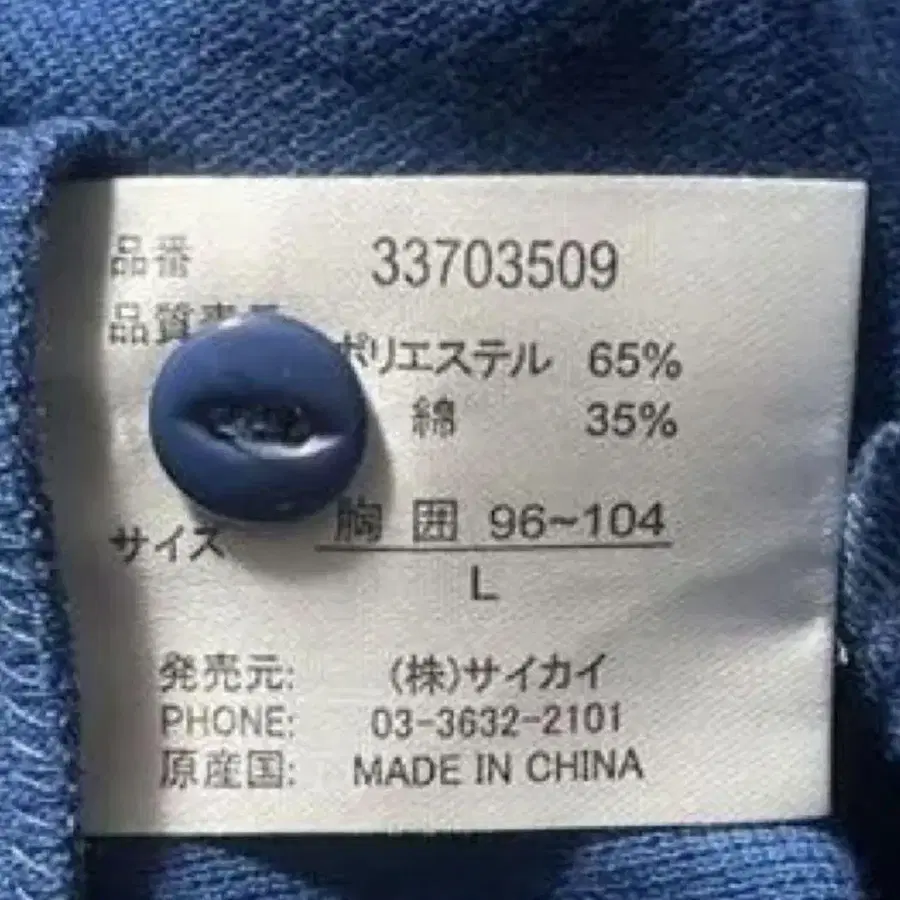 品番 33703509
品質表示
ポリエステル 65%
綿 35%
サイズ 胸囲 96~104
L
発売元: (株)サイカイ
PHONE: 03-3632-2101
原産国: MADE IN CHINA